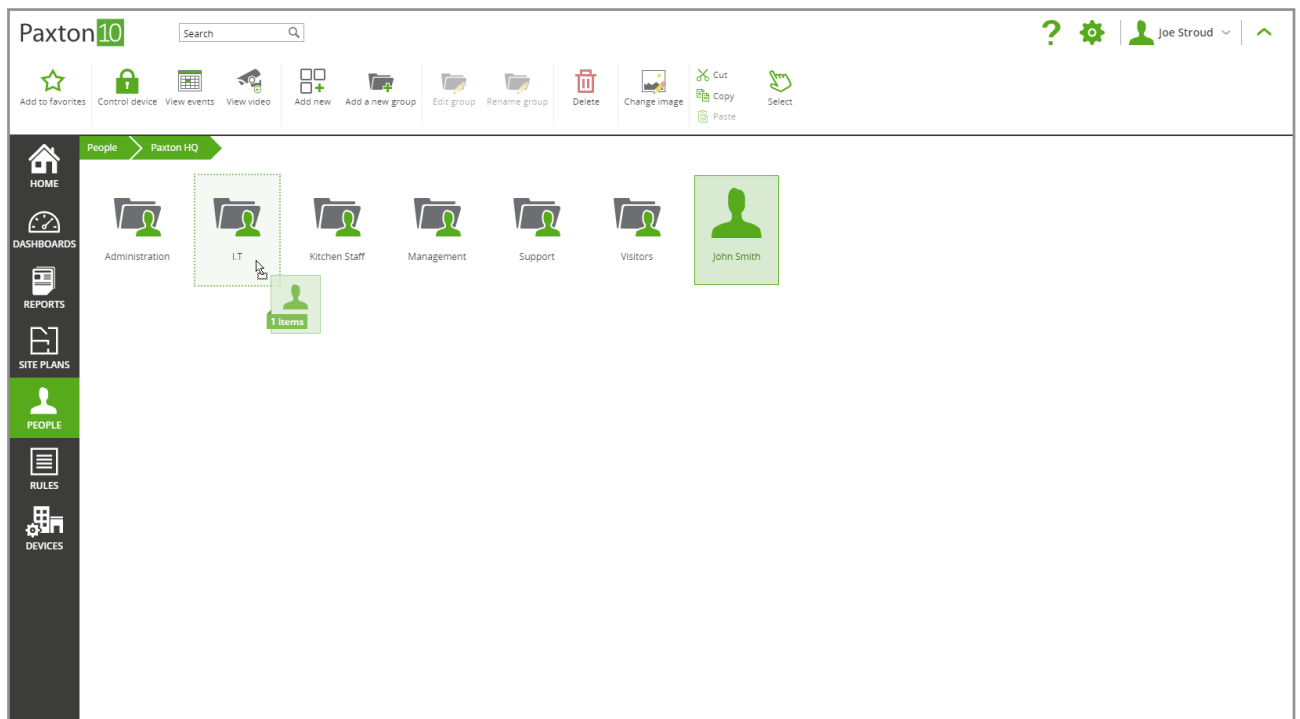 Paxton 10
Search
Joe Stroud
Add to favorites
Control device
View events
View video
Add new
Add a new group
Edit group
Rename group
Delete
Change image
Cut
Copy
Paste
Select
People
Paxton HQ
HOME
DASHBOARDS
REPORTS
SITE PLANS
PEOPLE
RULES
DEVICES
Administration
I.T
Kitchen Staff
Management
Support
Visitors
John Smith
1 items